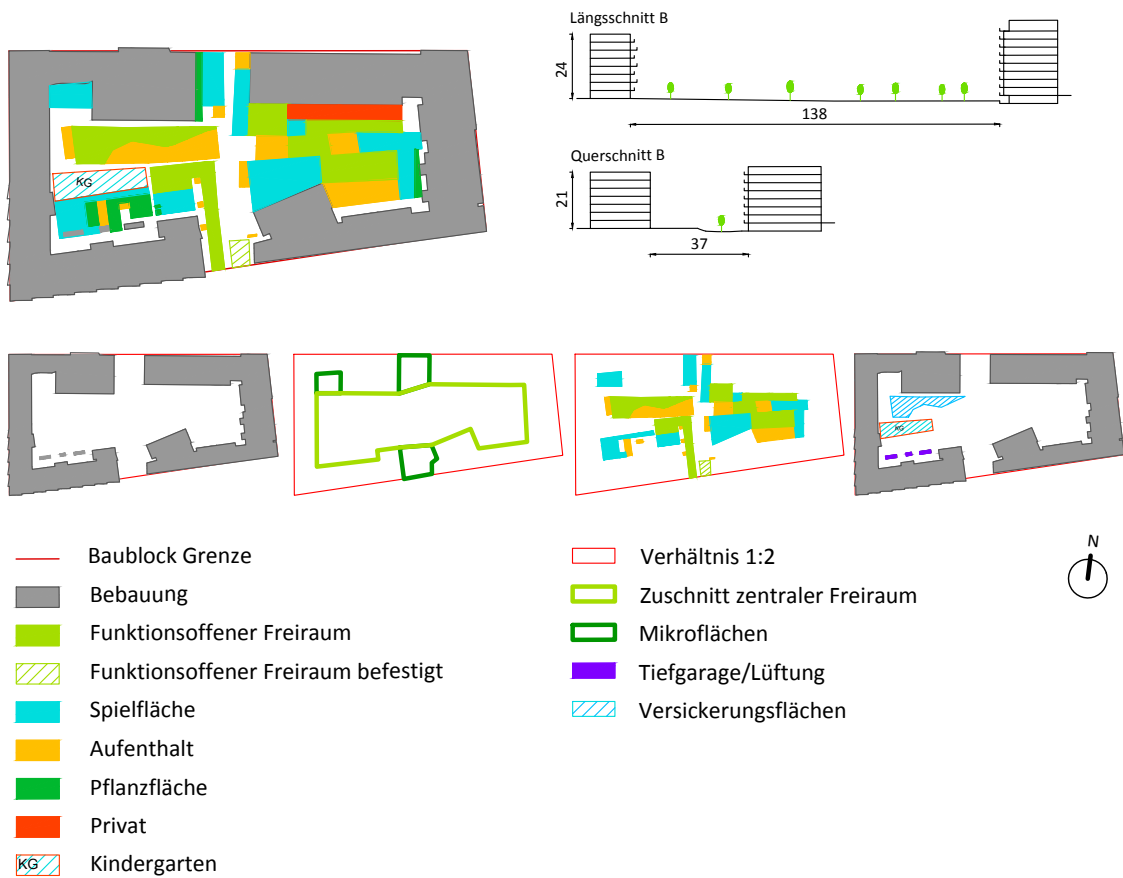 Längsschnitt B
24
138
Querschnitt B
21
37
KG
KG
N
Baublock Grenze
Bebauung
Funktionsoffener Freiraum
Funktionsoffener Freiraum befestigt
Spielfläche
Aufenthalt
Pflanzfläche
Privat
KG Kindergarten
Verhältnis 1:2
Zuschnitt zentraler Freiraum
Mikroflächen
Tiefgarage/Lüftung
Versickerungsflächen